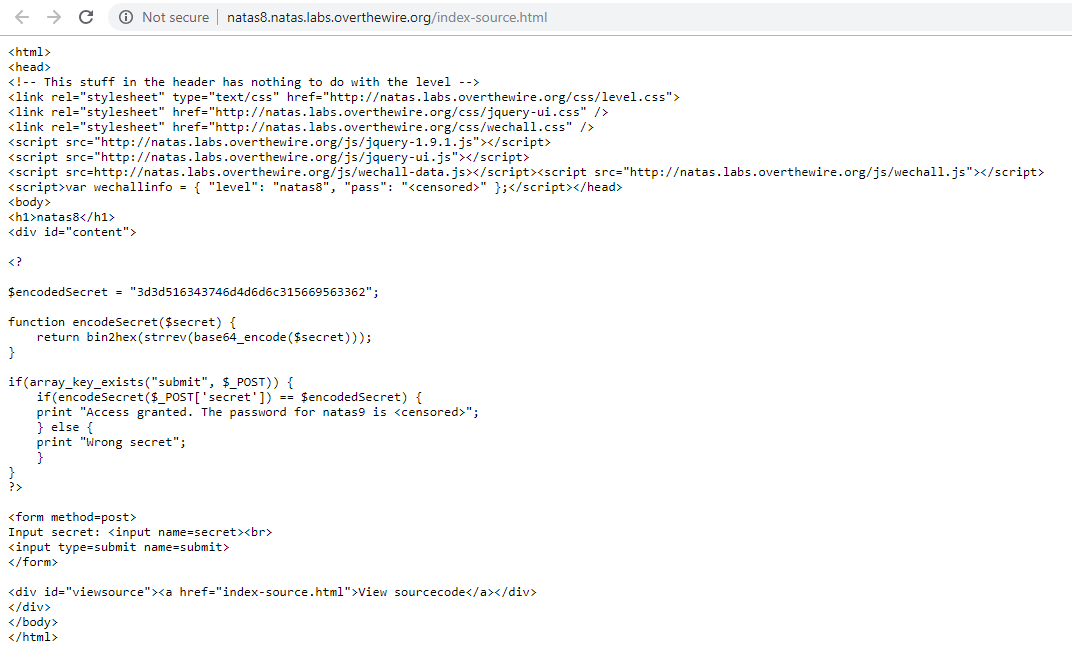 Not secure | natas8.natas.labs.overthewire.org/index-source.html
<html>
<head>
<!-- This stuff in the header has nothing to do with the level -->
<link rel="stylesheet" type="text/css" href="http://natas.labs.overthewire.org/css/level.css">
<link rel="stylesheet" href="http://natas.labs.overthewire.org/css/jquery-ui.css" />
<link rel="stylesheet" href="http://natas.labs.overthewire.org/css/wechall.css" />
<script src="http://natas.labs.overthewire.org/js/jquery-1.9.1.js"></script>
<script src="http://natas.labs.overthewire.org/js/jquery-ui.js"></script>
<script src=http://natas.labs.overthewire.org/js/wechall-data.js></script><script src="http://natas.labs.overthewire.org/js/wechall.js"></script>
<script>var wechallinfo = { "level": "natas8", "pass": "<censored>" };</script></head>
<body>
<h1>natas8</h1>
<div id="content">

<?

$encodedSecret = "3d3d516343746d4d6d6c315669563362";

function encodeSecret($secret) {
    return bin2hex(strrev(base64_encode($secret)));
}

if(array_key_exists("submit", $_POST)) {
    if(encodeSecret($_POST['secret']) == $encodedSecret) {
    print "Access granted. The password for natas9 is <censored>";
    } else {
    print "Wrong secret";
    }
}
?>

<form method=post>
Input secret: <input name=secret><br>
<input type=submit name=submit>
</form>

<div id="viewsource"><a href="index-source.html">View sourcecode</a></div>
</div>
</body>
</html>